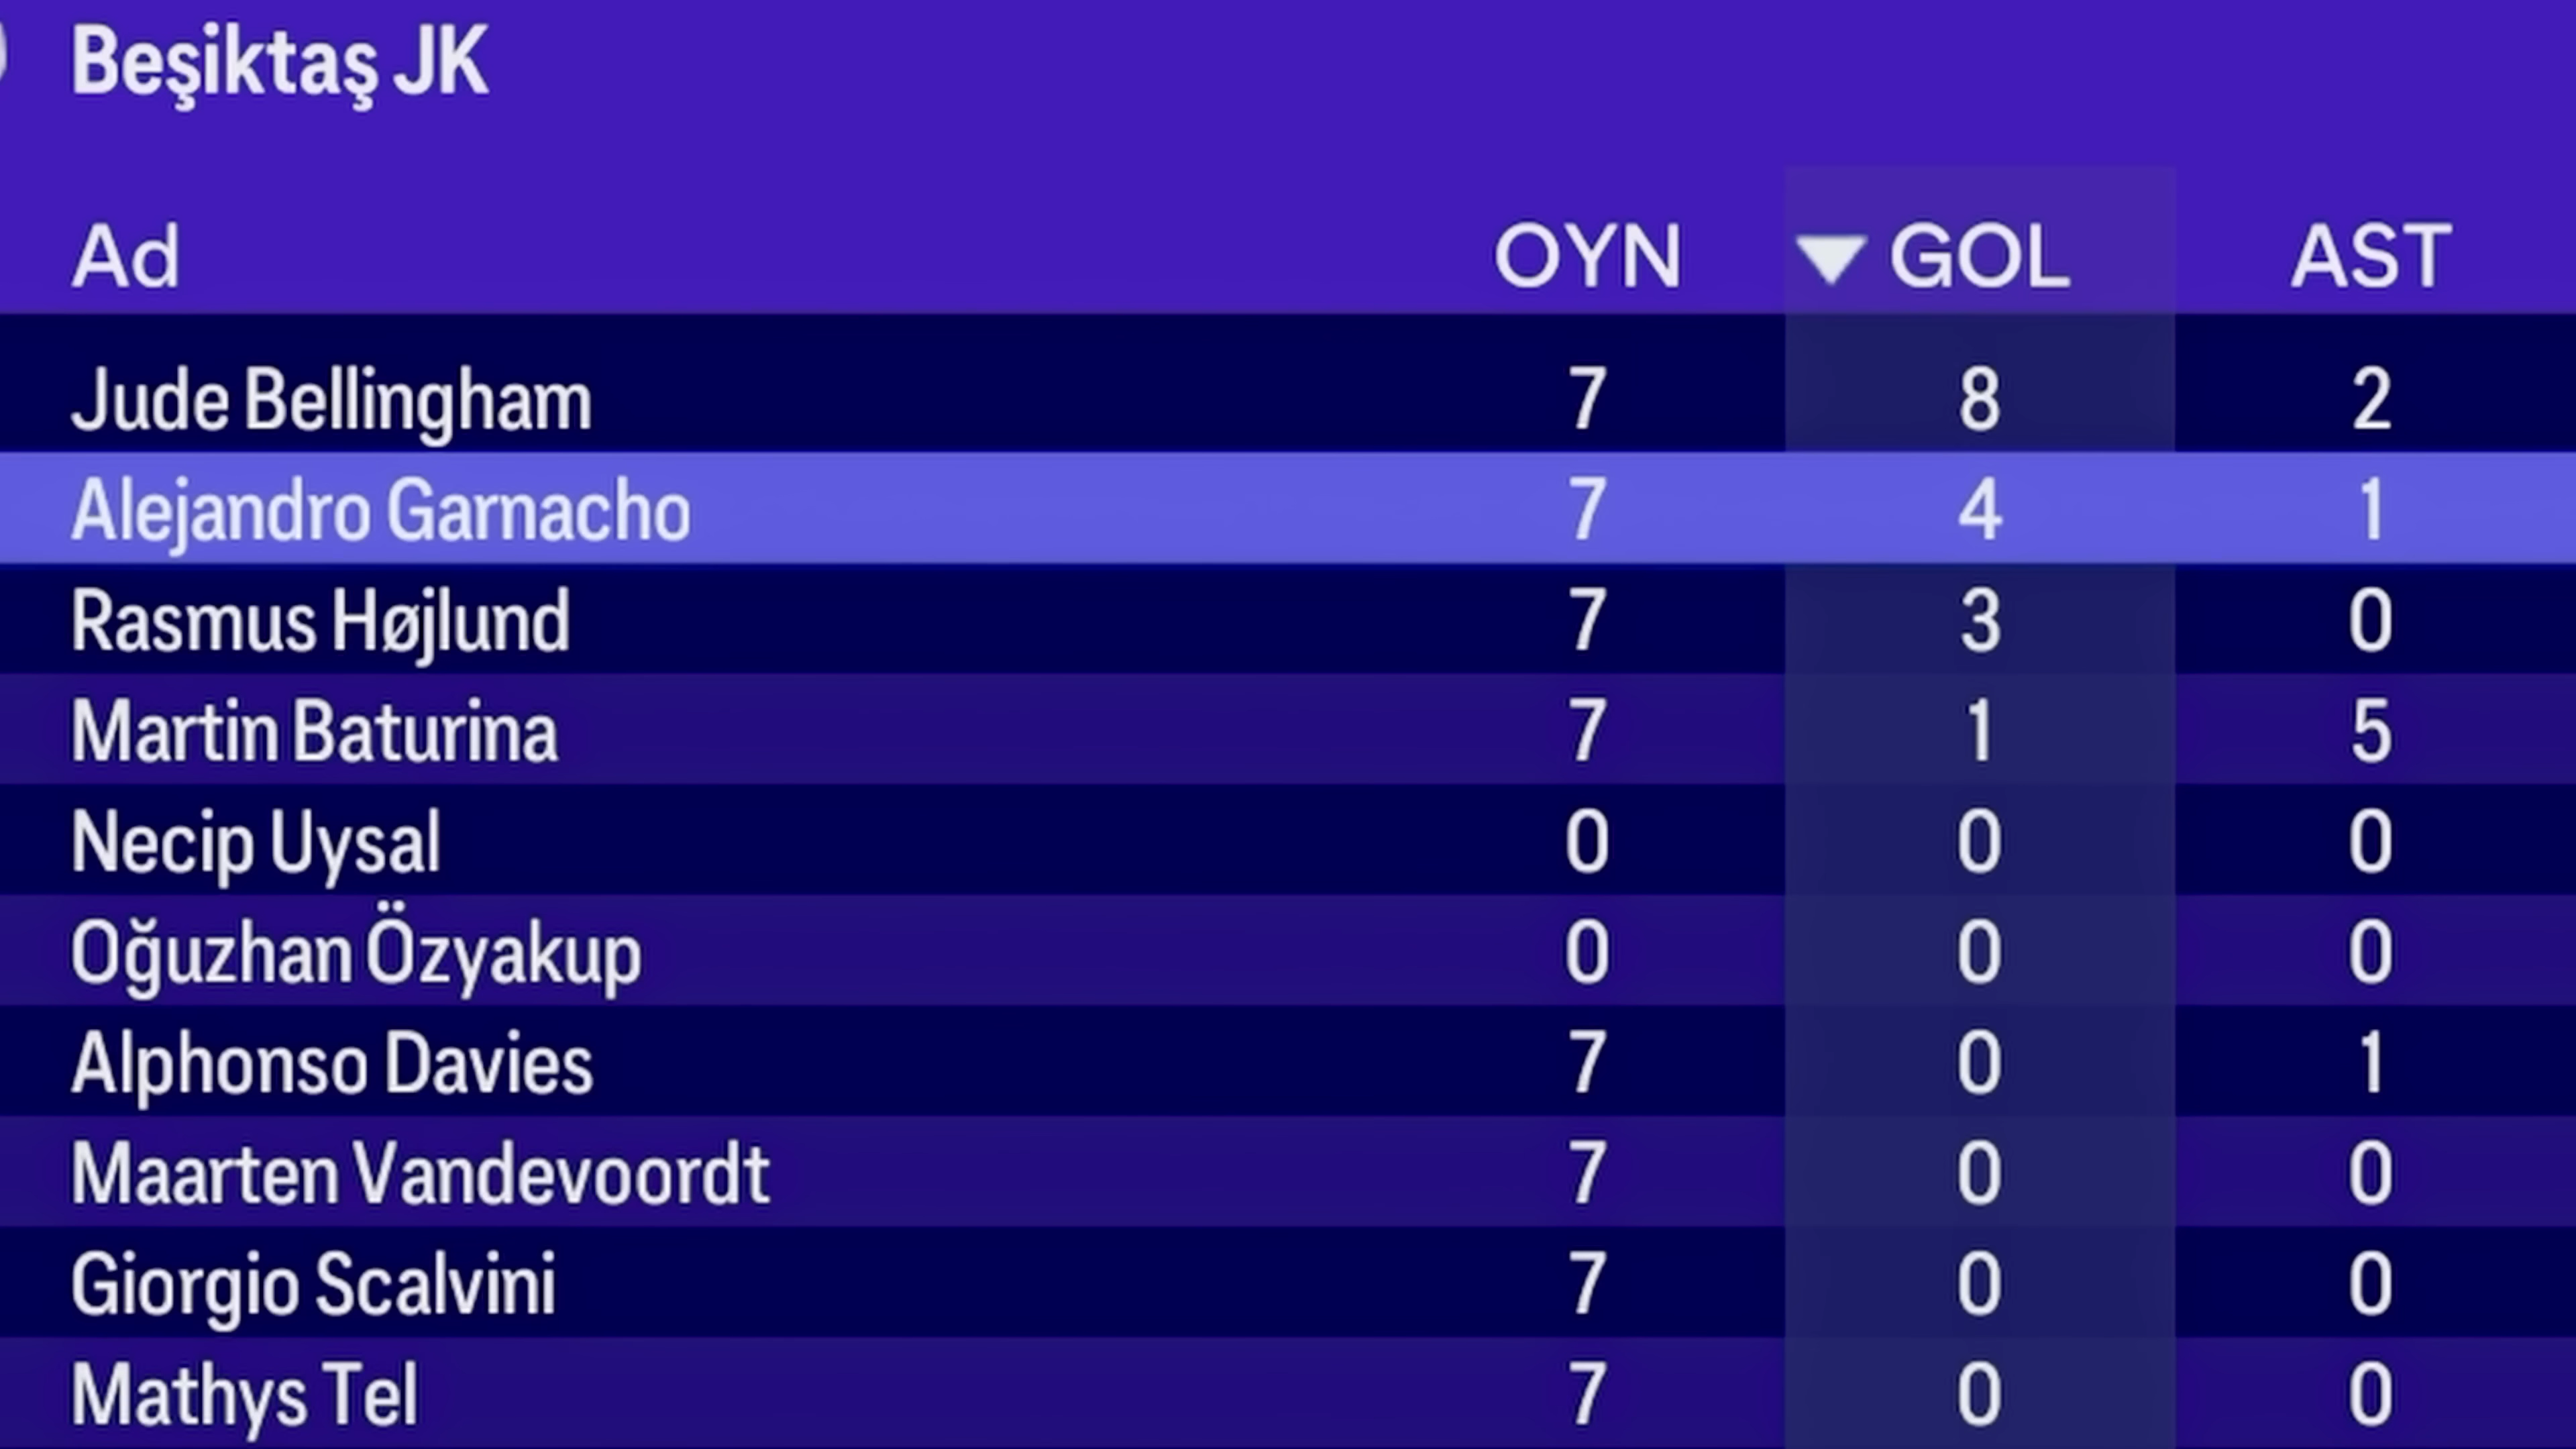 Beşiktaş JK
Ad OYN GOL AST
Jude Bellingham 7 8 2
Alejandro Garnacho 7 4 1
Rasmus Højlund 7 3 0
Martin Baturina 7 1 5
Necip Uysal 0 0 0
Oğuzhan Özyakup 0 0 0
Alphonso Davies 7 0 1
Maarten Vandevoordt 7 0 0
Giorgio Scalvini 7 0 0
Mathys Tel 7 0 0